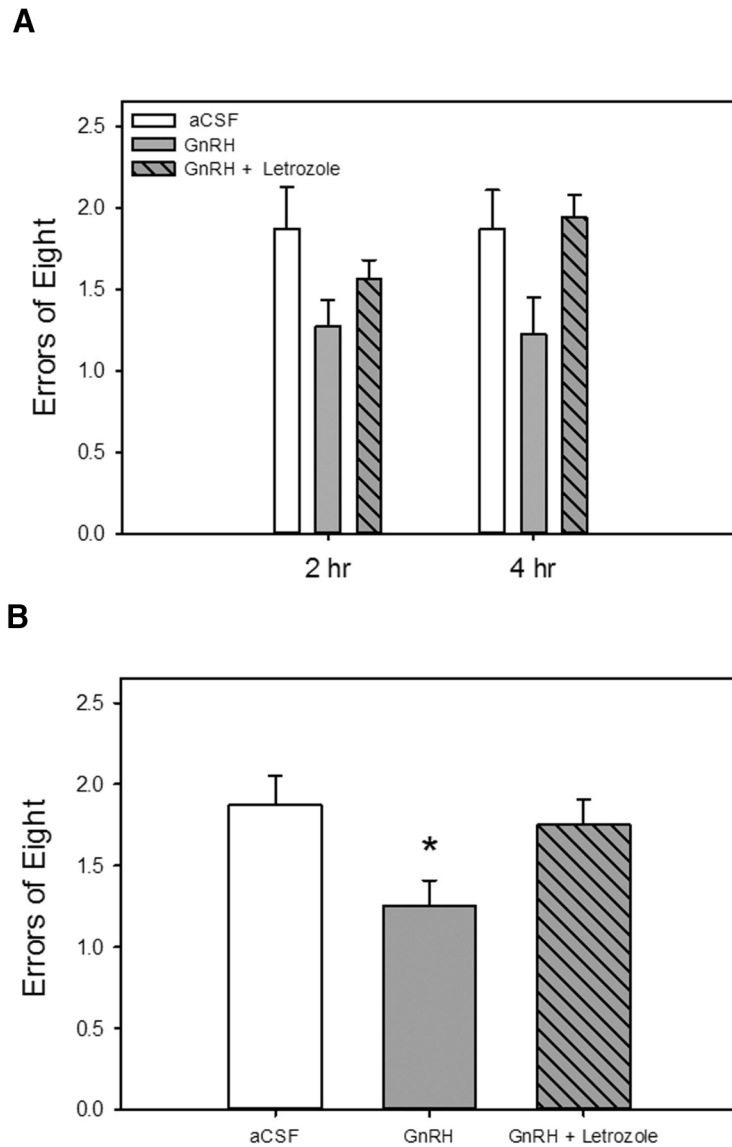 A
2.5
2.0
1.5
1.0
0.5
0.0
Errors of Eight
aCSF
GnRH
GnRH + Letrozole
2 hr 4 hr
B
2.5
2.0
1.5
1.0
0.5
0.0
Errors of Eight
*
aCSF GnRH GnRH + Letrozole